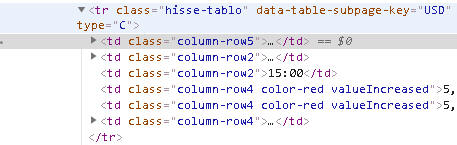 ▼<tr class="hisse-tablo" data-table-subpage-key="USD"
type="C">
▶<td class="column-row5">…</td> == $0
▶<td class="column-row2">…</td>
<td class="column-row2">15:00</td>
<td class="column-row4 color-red valueIncreased">5,
<td class="column-row4 color-red valueIncreased">5,
▶<td class="column-row4">…</td>
</tr>